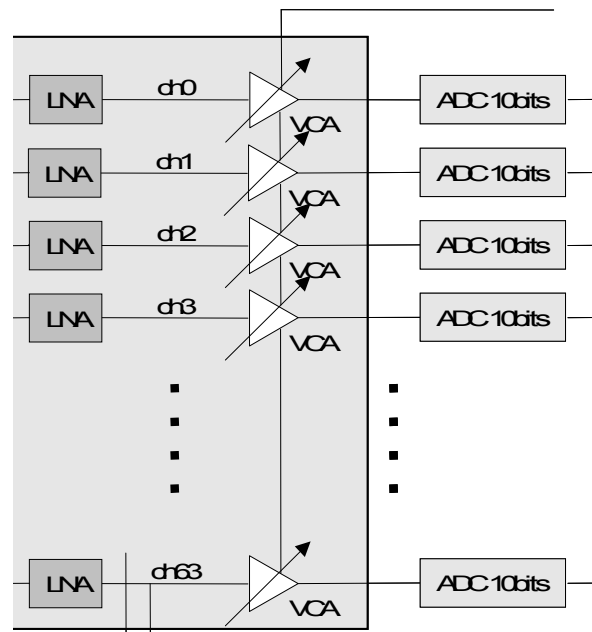 LNA ch0 VCA ADC 10bits
LNA ch1 VCA ADC 10bits
LNA ch2 VCA ADC 10bits
LNA ch3 VCA ADC 10bits
LNA ch63 VCA ADC 10bits